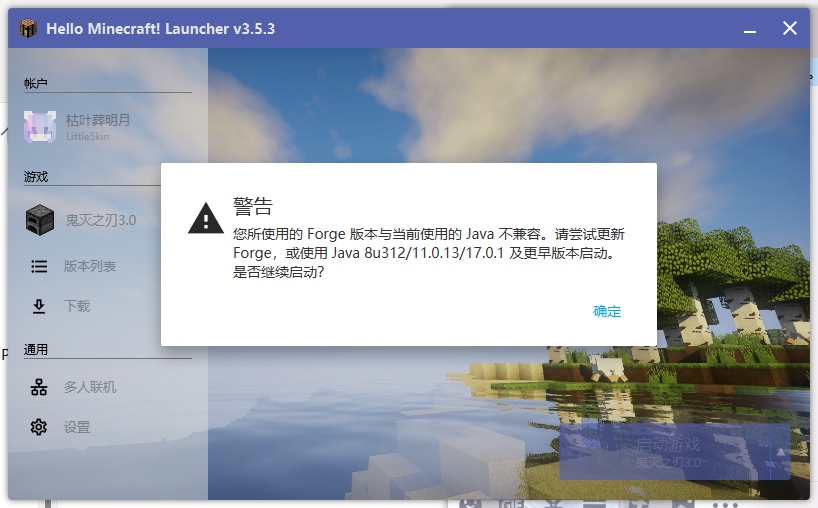 Hello Minecraft! Launcher v3.5.3
帐户
枯叶葬明月
LittleSkin
游戏
鬼灭之刃3.0
版本列表
下载
通用
多人联机
设置
警告
您所使用的 Forge 版本与当前使用的 Java 不兼容。请尝试更新
Forge，或使用 Java 8u312/11.0.13/17.0.1 及更早版本启动。
是否继续启动？
确定
启动游戏
鬼灭之刃3.0